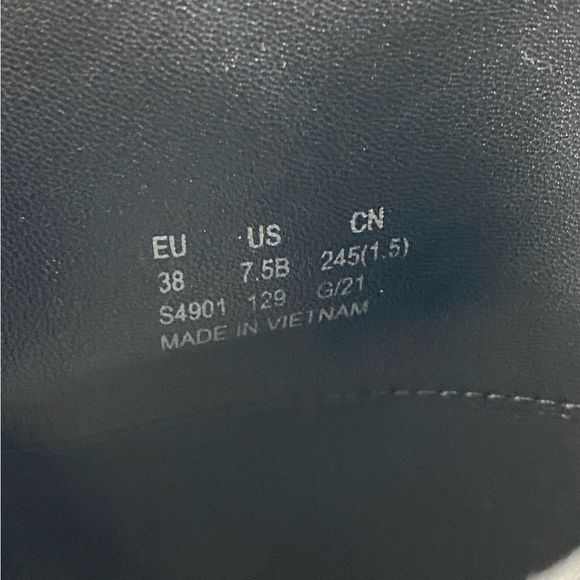 EU US CN
38 7.5B 245(1.5)
S4901 129 G/21
MADE IN VIETNAM